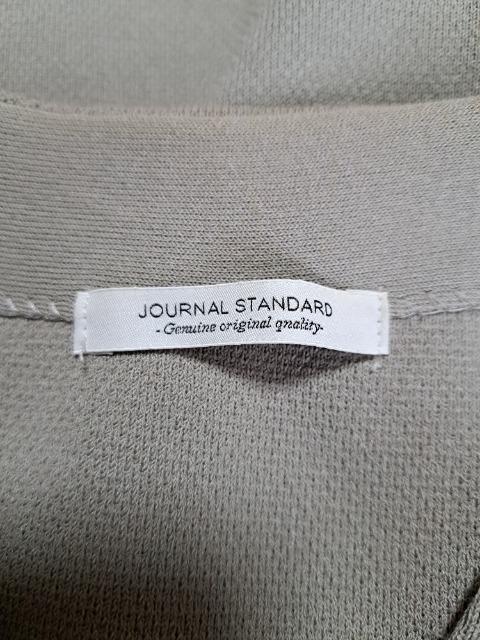 JOURNAL STANDARD
-Genuine original quality-